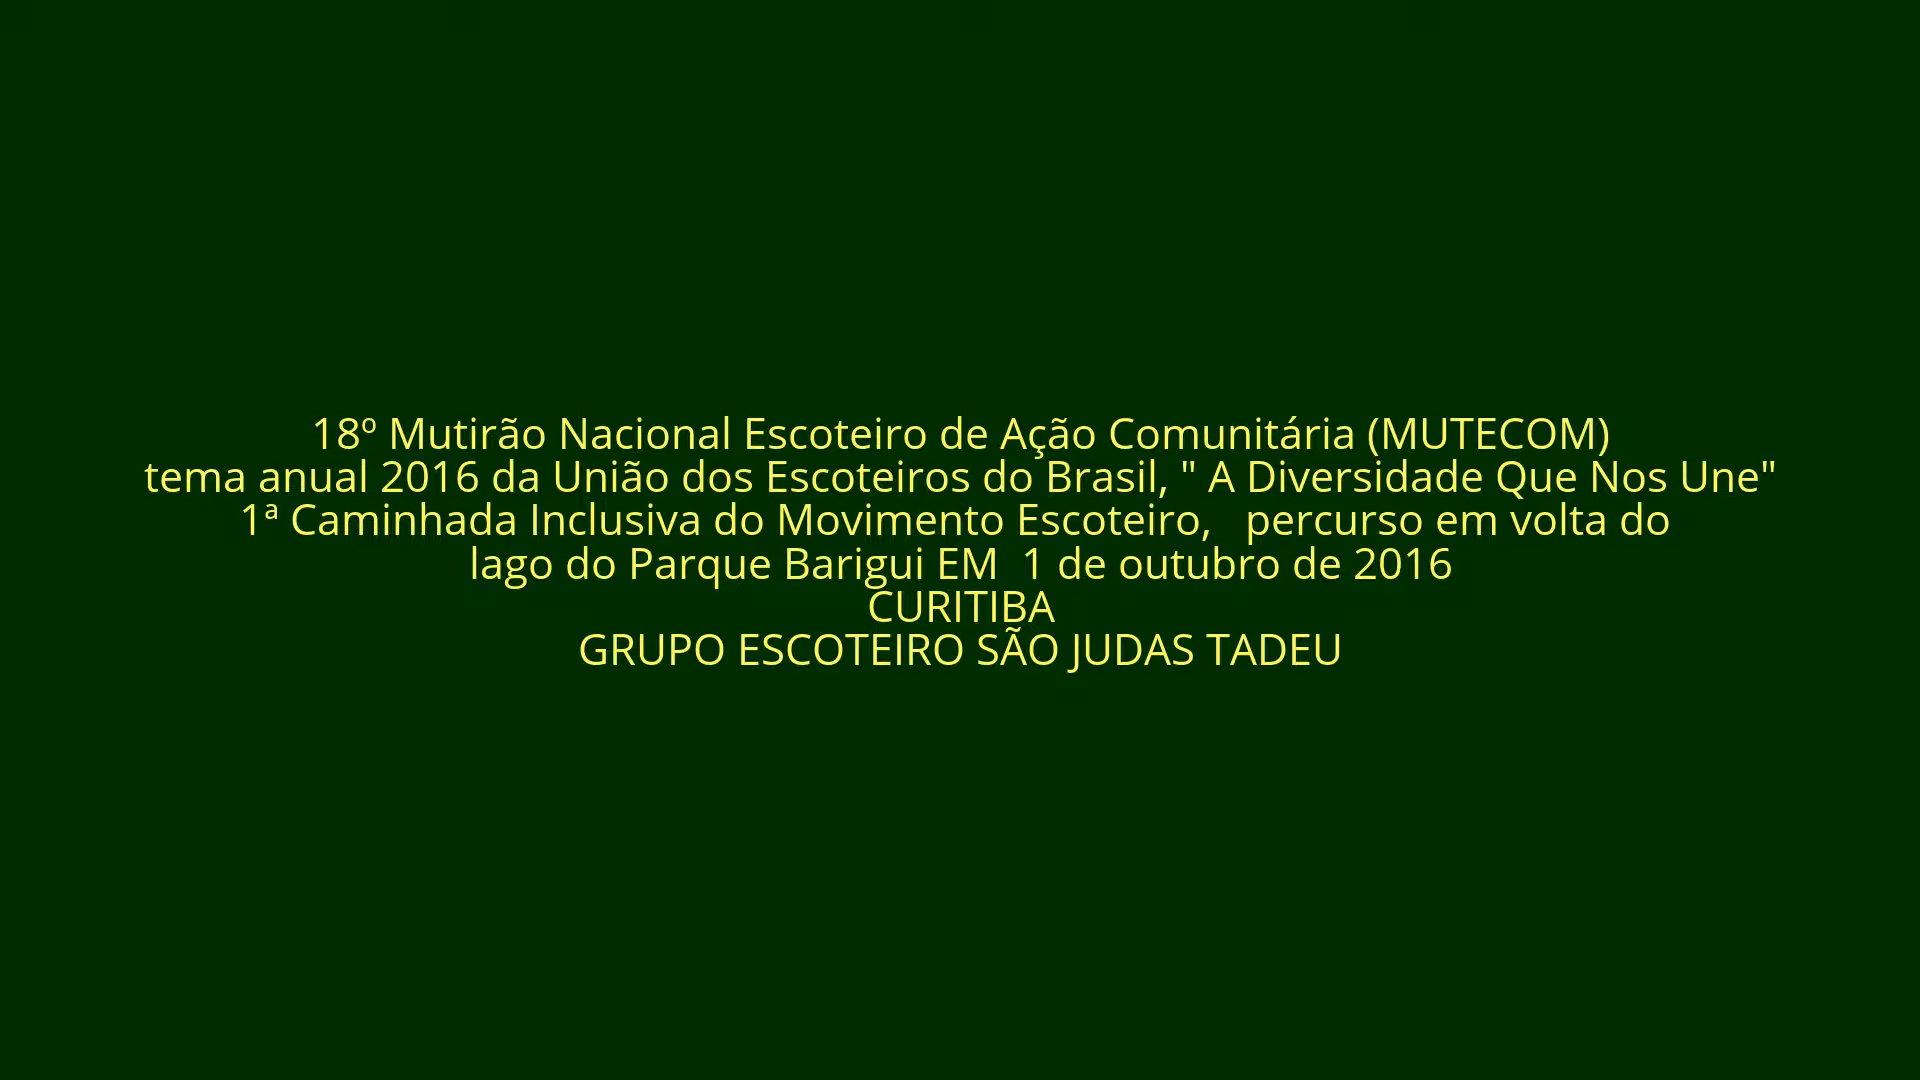 18º Mutirão Nacional Escoteiro de Ação Comunitária (MUTECOM)
tema anual 2016 da União dos Escoteiros do Brasil, " A Diversidade Que Nos Une"
1ª Caminhada Inclusiva do Movimento Escoteiro,   percurso em volta do
lago do Parque Barigui EM  1 de outubro de 2016
CURITIBA
GRUPO ESCOTEIRO SÃO JUDAS TADEU